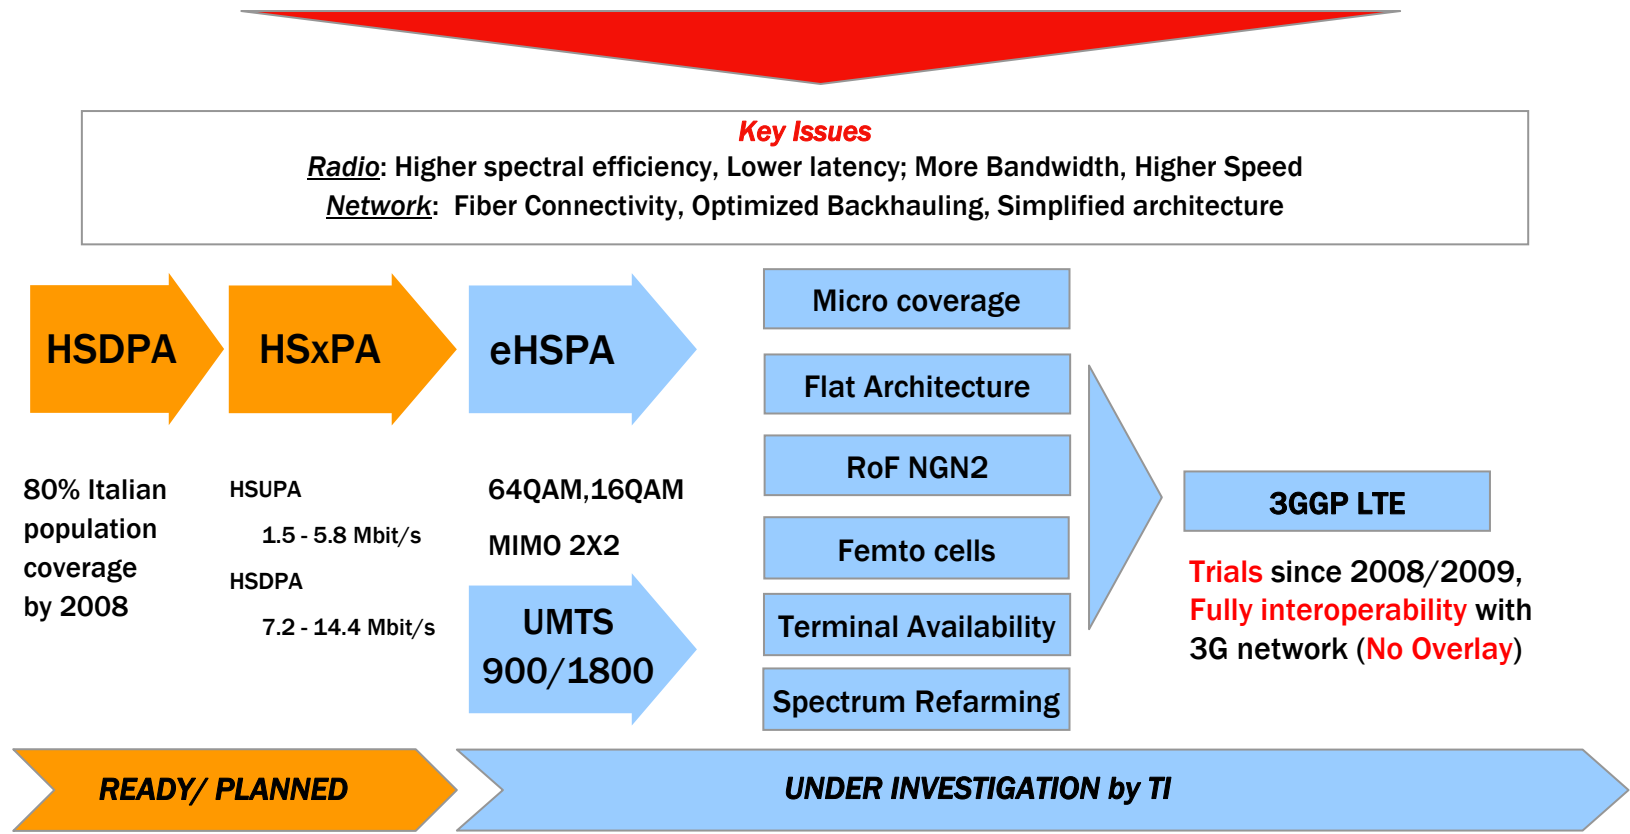 Key Issues
Radio: Higher spectral efficiency, Lower latency; More Bandwidth, Higher Speed
Network: Fiber Connectivity, Optimized Backhauling, Simplified architecture
HSDPA
HSxPA
eHSPA
80% Italian
population
coverage
by 2008
HSUPA
1.5 - 5.8 Mbit/s
HSDPA
7.2 - 14.4 Mbit/s
64QAM,16QAM
MIMO 2X2
UMTS
900/1800
Micro coverage
Flat Architecture
RoF NGN2
Femto cells
Terminal Availability
Spectrum Refarming
3GGP LTE
Trials since 2008/2009,
Fully interoperability with
3G network (No Overlay)
READY/ PLANNED
UNDER INVESTIGATION by TI